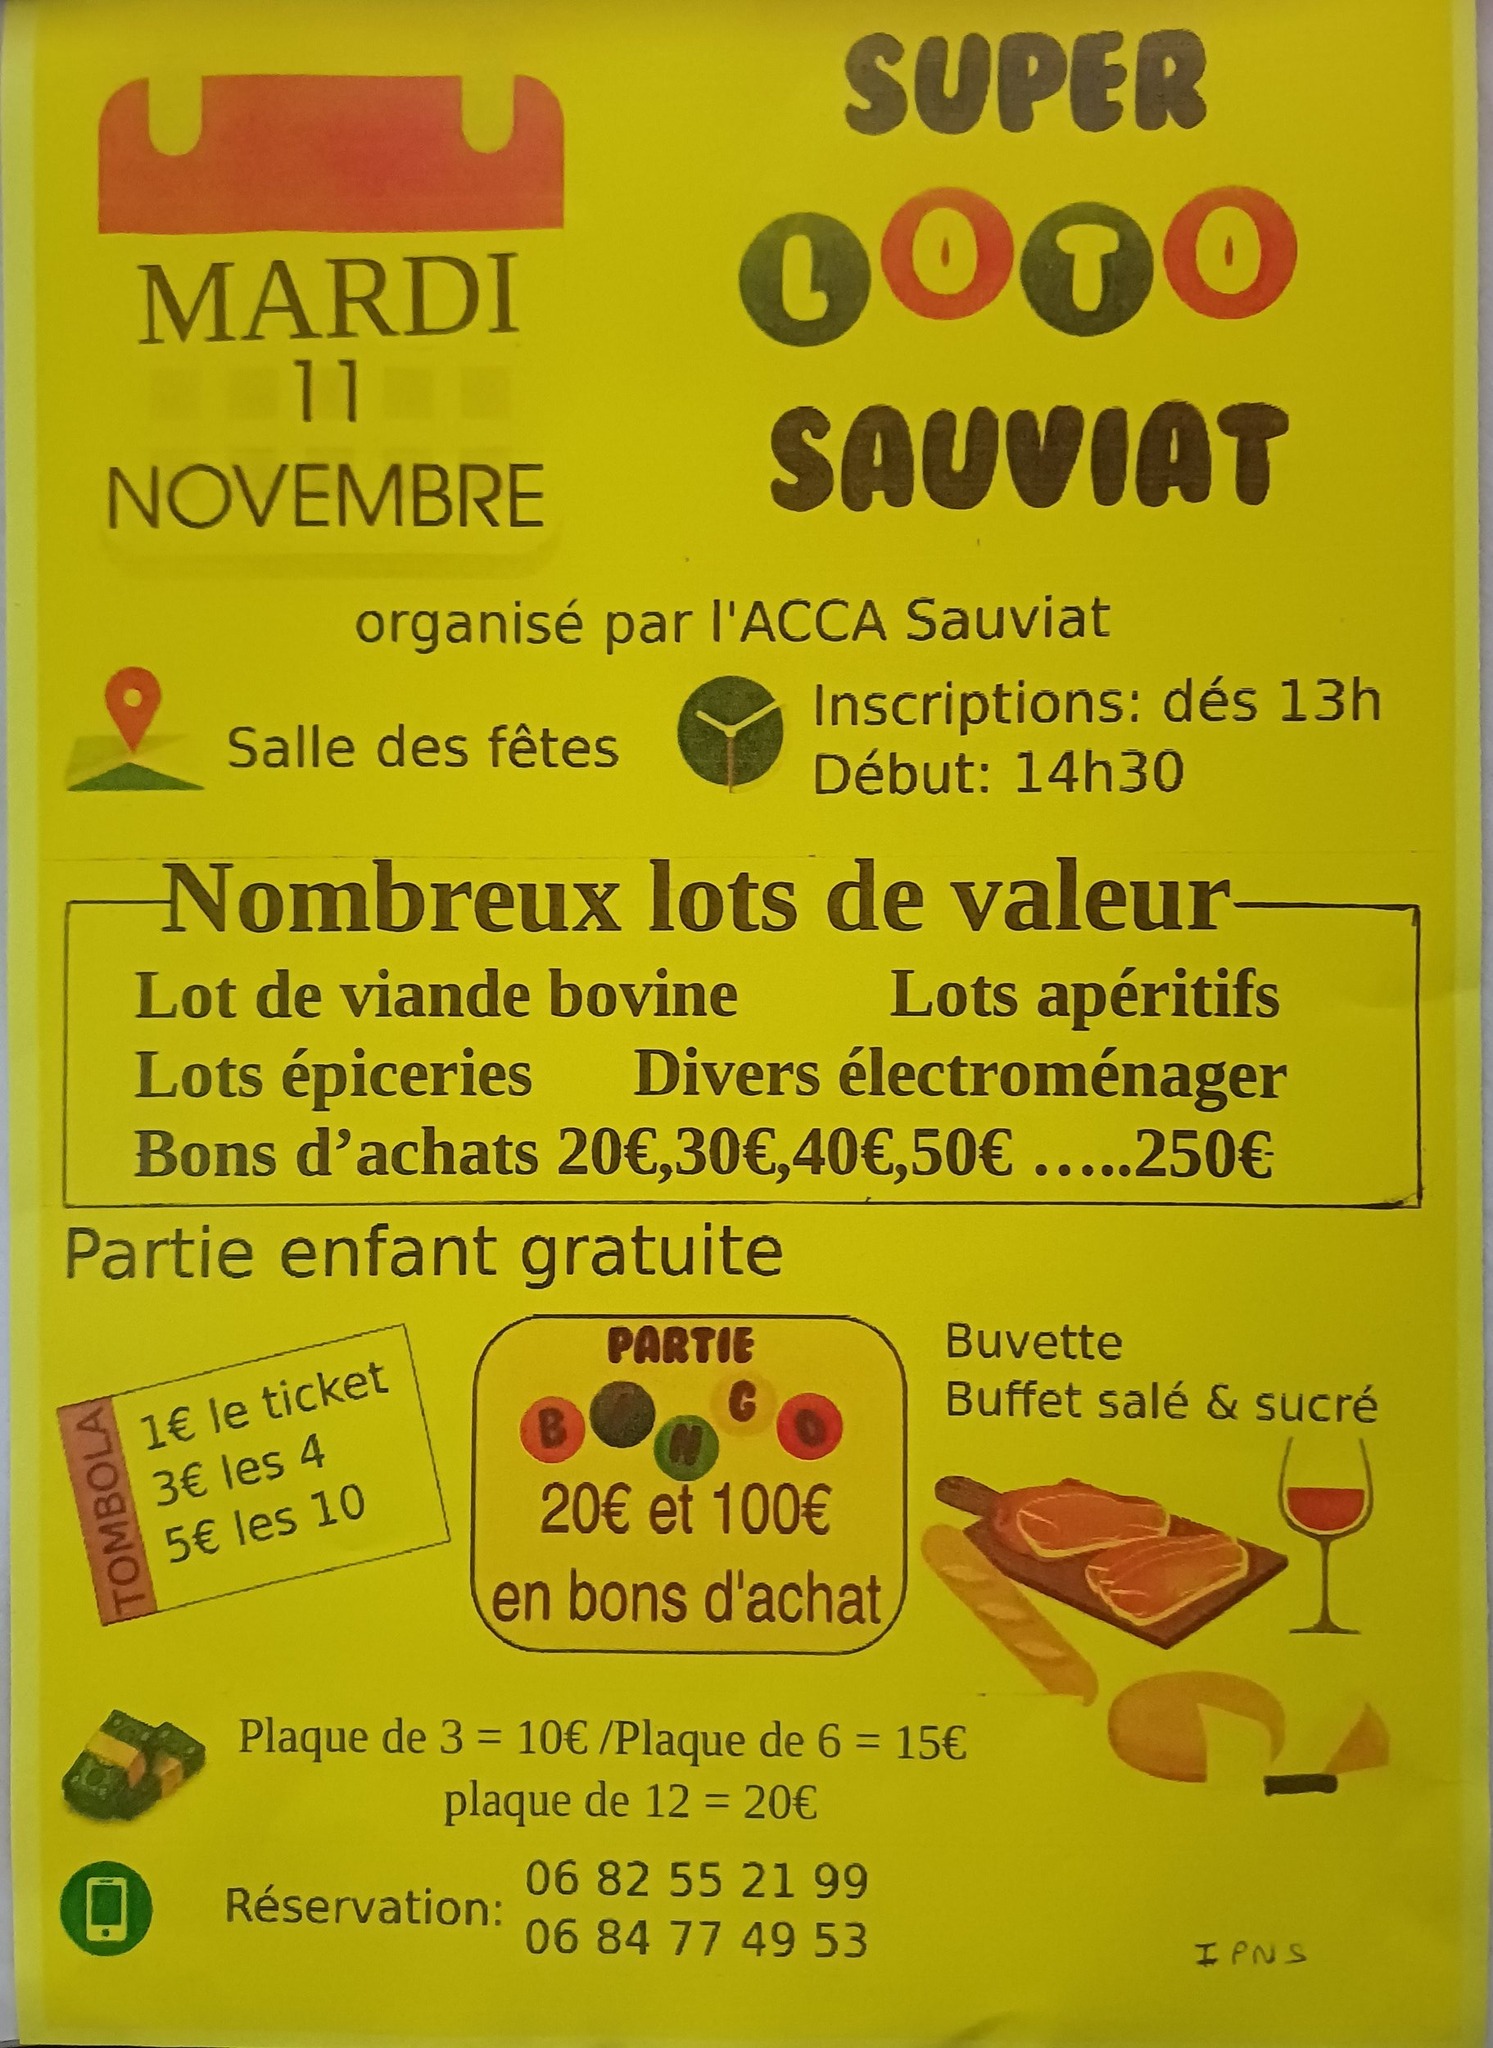 MARDI
11
NOVEMBRE
SUPER
LOTO
SAUVIAT
organisé par l'ACCA Sauviat
Salle des fêtes
Inscriptions: dés 13h
Début: 14h30
Nombreux lots de valeur
Lot de viande bovine Lots apéritifs
Lots épiceries Divers électroménager
Bons d’achats 20€,30€,40€,50€ …..250€
Partie enfant gratuite
TOMBOLA
1€ le ticket
3€ les 4
5€ les 10
PARTIE
BINGO
20€ et 100€
en bons d'achat
Buvette
Buffet salé & sucré
Plaque de 3 = 10€ /Plaque de 6 = 15€
plaque de 12 = 20€
Réservation:
06 82 55 21 99
06 84 77 49 53
IPNS